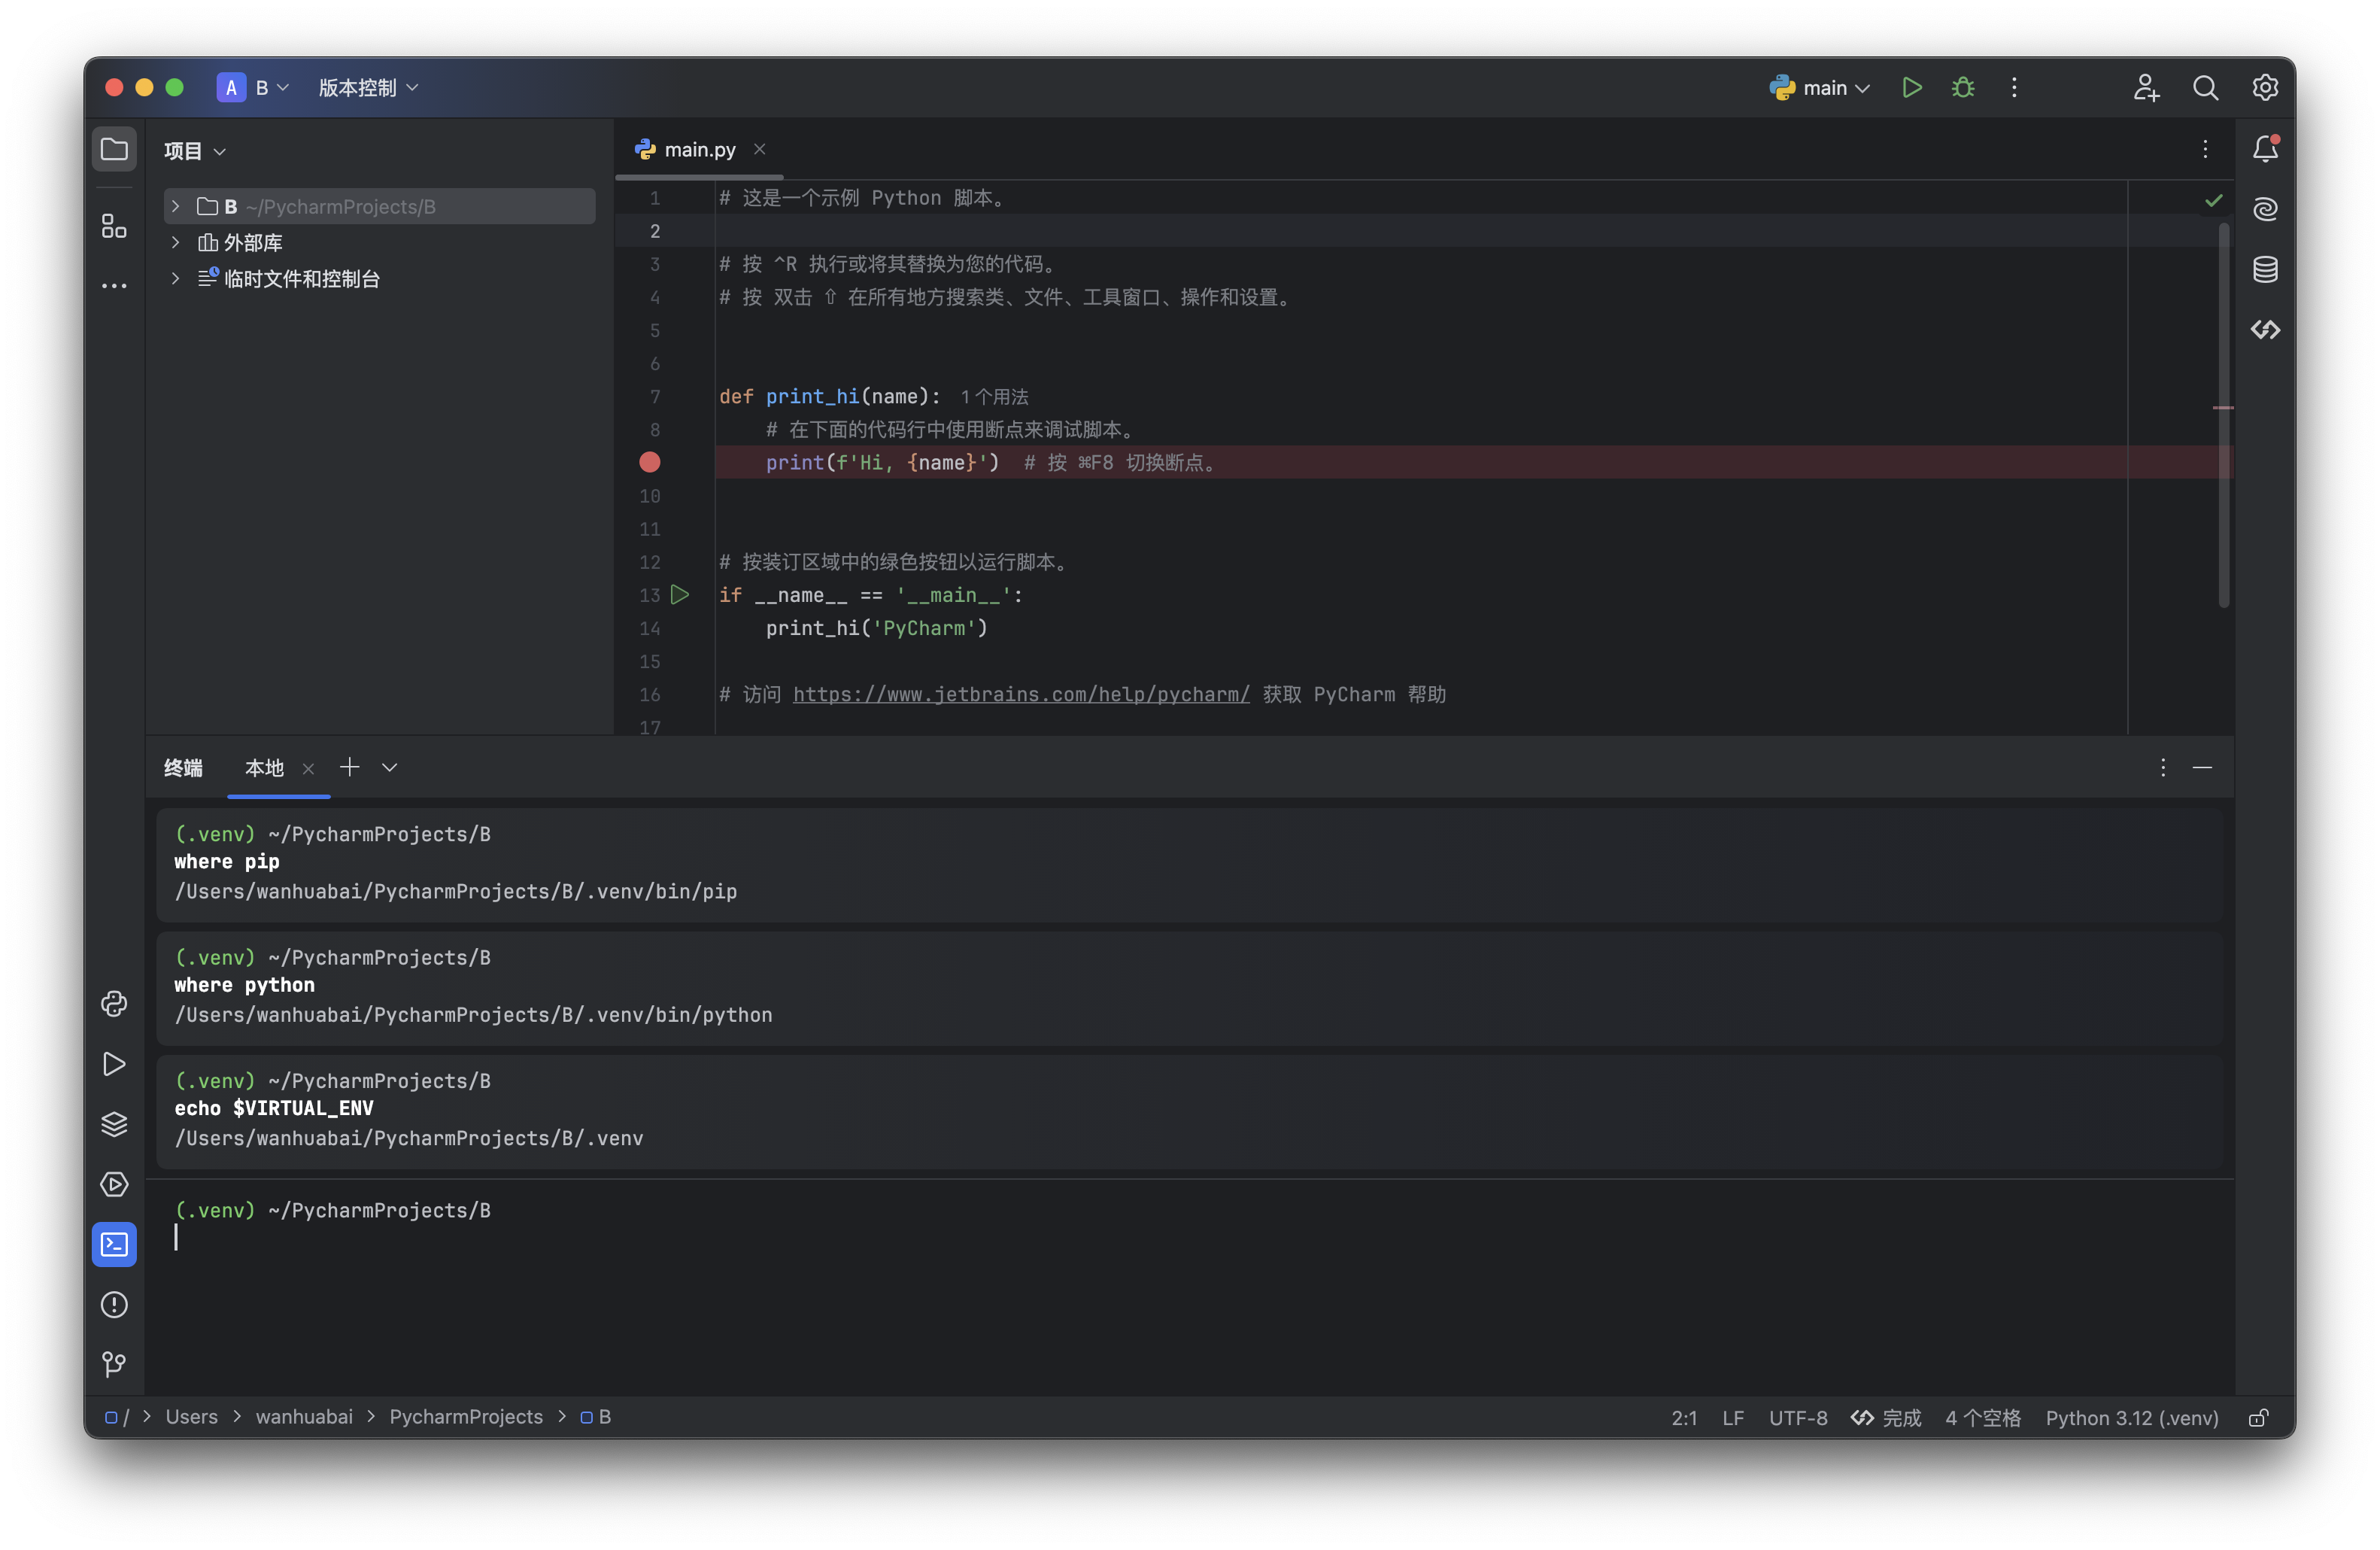 A B 版本控制 main
项目
B ~/PycharmProjects/B
外部库
临时文件和控制台
main.py
1 # 这是一个示例 Python 脚本。
2
3 # 按 ^R 执行或将其替换为您的代码。
4 # 按 双击 ⇧ 在所有地方搜索类、文件、工具窗口、操作和设置。
5
6
7 def print_hi(name): 1 个用法
8 # 在下面的代码行中使用断点来调试脚本。
print(f'Hi, {name}') # 按 ⌘F8 切换断点。
10
11
12 # 按装订区域中的绿色按钮以运行脚本。
13 if __name__ == '__main__':
14 print_hi('PyCharm')
15
16 # 访问 https://www.jetbrains.com/help/pycharm/ 获取 PyCharm 帮助
17
终端 本地
(.venv) ~/PycharmProjects/B
where pip
/Users/wanhuabai/PycharmProjects/B/.venv/bin/pip
(.venv) ~/PycharmProjects/B
where python
/Users/wanhuabai/PycharmProjects/B/.venv/bin/python
(.venv) ~/PycharmProjects/B
echo $VIRTUAL_ENV
/Users/wanhuabai/PycharmProjects/B/.venv
(.venv) ~/PycharmProjects/B
/ > Users > wanhuabai > PycharmProjects > B 2:1 LF UTF-8 完成 4 个空格 Python 3.12 (.venv)